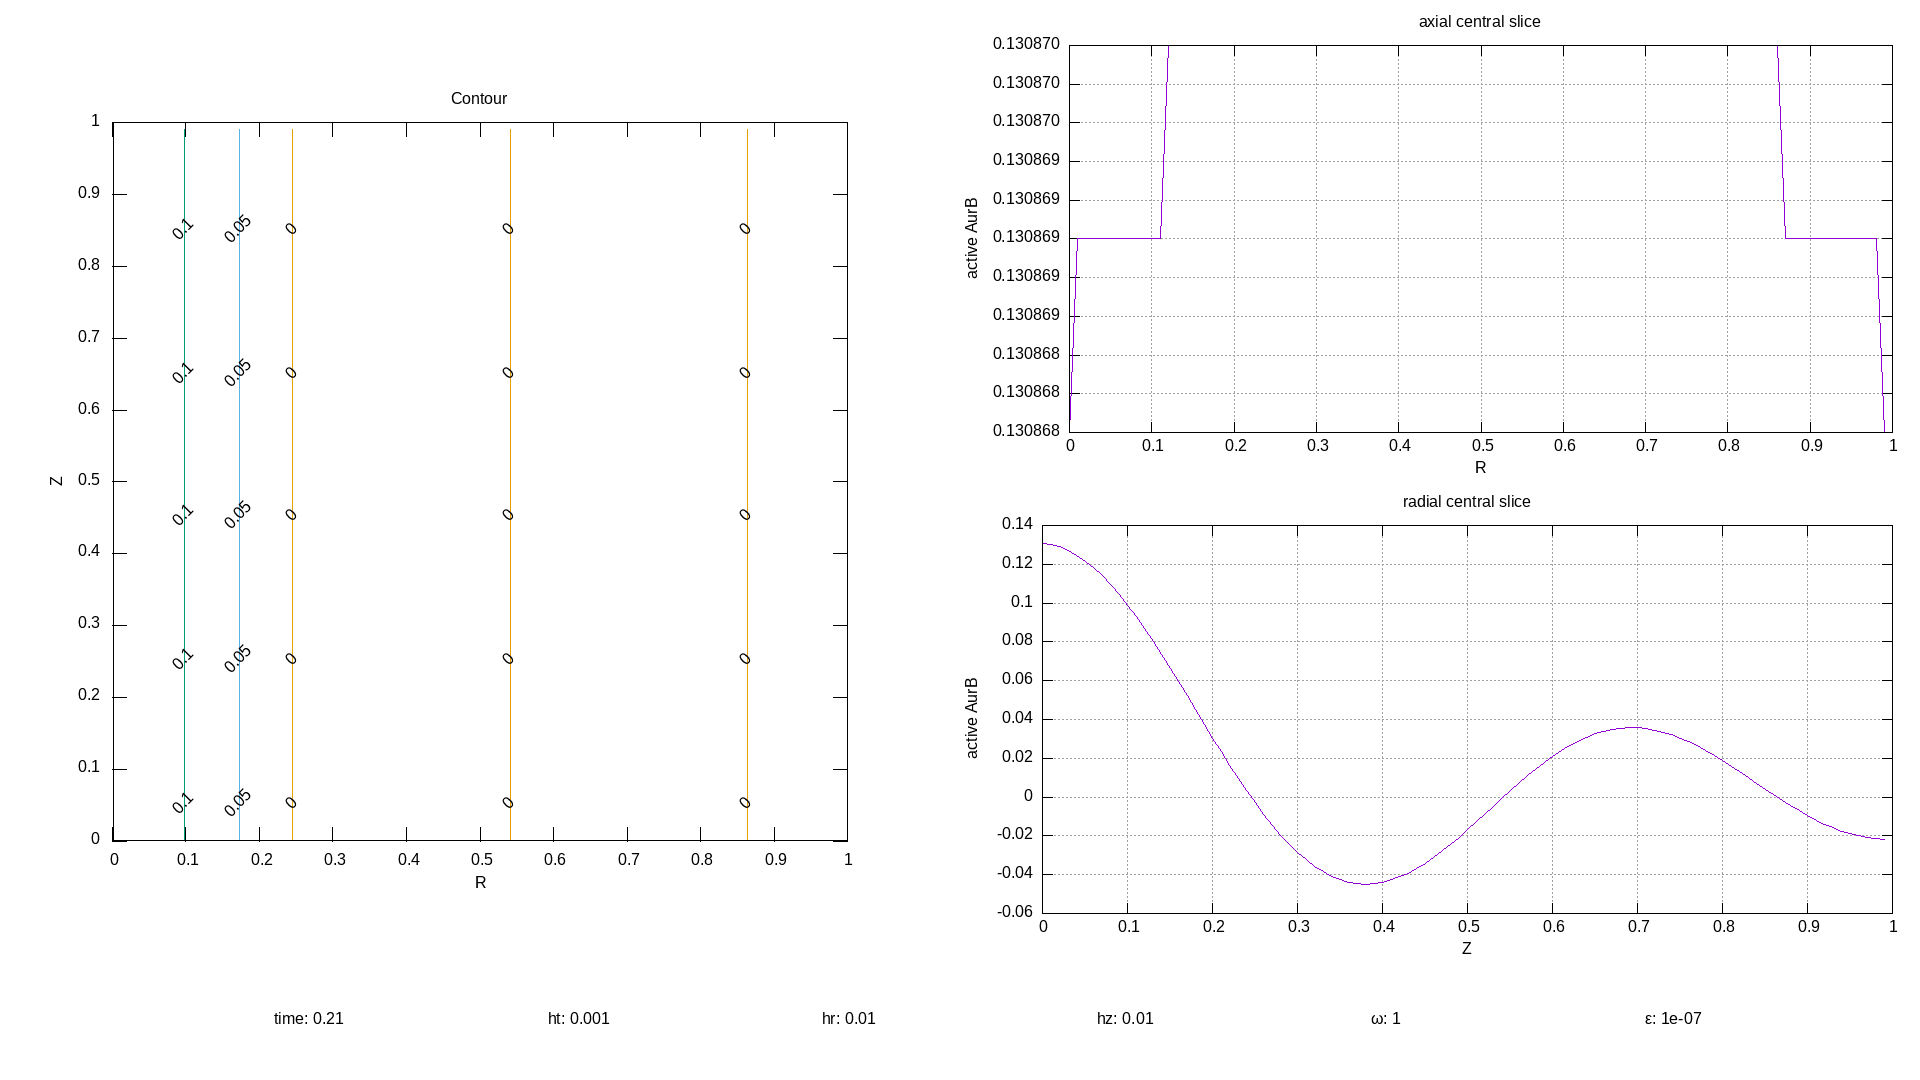 Contour
1
0.9
0.8
0.7
0.6
0.5
0.4
0.3
0.2
0.1
0
Z
0.1 0.05 0 0 0
0.1 0.05 0 0 0
0.1 0.05 0 0 0
0.1 0.05 0 0 0
0.1 0.05 0 0 0
0 0.1 0.2 0.3 0.4 0.5 0.6 0.7 0.8 0.9 1
R
axial central slice
0.130870
0.130870
0.130870
0.130869
0.130869
0.130869
0.130869
0.130869
0.130868
0.130868
0.130868
active AurB
0 0.1 0.2 0.3 0.4 0.5 0.6 0.7 0.8 0.9 1
R
radial central slice
0.14
0.12
0.1
0.08
0.06
0.04
0.02
0
-0.02
-0.04
-0.06
active AurB
0 0.1 0.2 0.3 0.4 0.5 0.6 0.7 0.8 0.9 1
Z
time: 0.21 ht: 0.001 hr: 0.01 hz: 0.01 ω: 1 ε: 1e-07